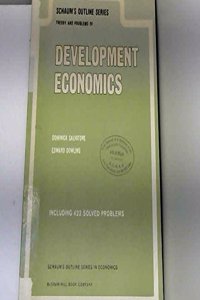 SCHAUM'S OUTLINE SERIES
THEORY AND PROBLEMS OF
DEVELOPMENT
ECONOMICS
DOMINICK SALVATORE
EDWARD DOWLING
INCLUDING 433 SOLVED PROBLEMS
SCHAUM'S OUTLINE SERIES IN ECONOMICS
McGRAW-HILL BOOK COMPANY